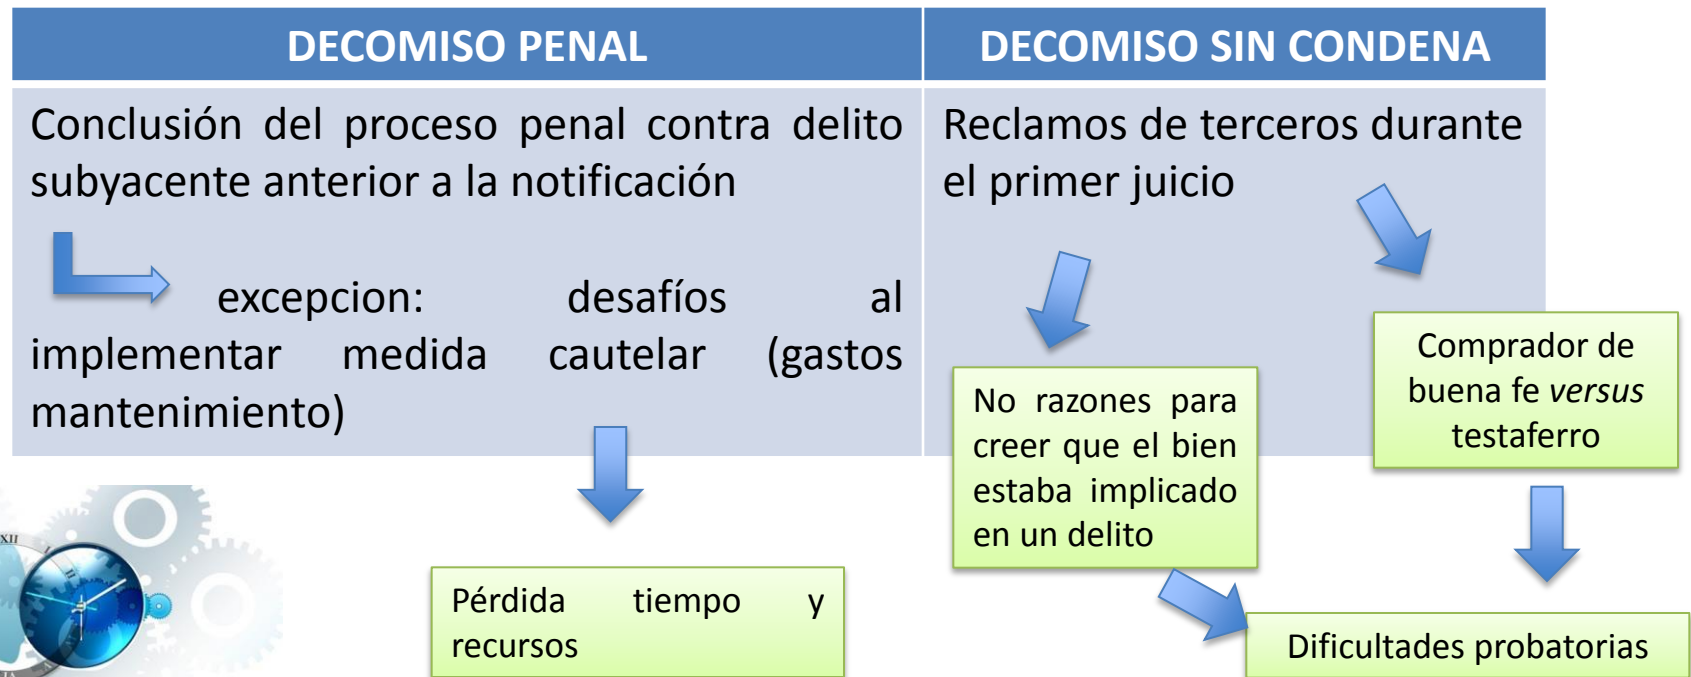 DECOMISO PENAL
Conclusión del proceso penal contra delito
subyacente anterior a la notificación
excepcion: desafíos al
implementar medida cautelar (gastos
mantenimiento)
Pérdida tiempo y
recursos
DECOMISO SIN CONDENA
Reclamos de terceros durante
el primer juicio
No razones para
creer que el bien
estaba implicado
en un delito
Comprador de
buena fe versus
testaferro
Dificultades probatorias
XII